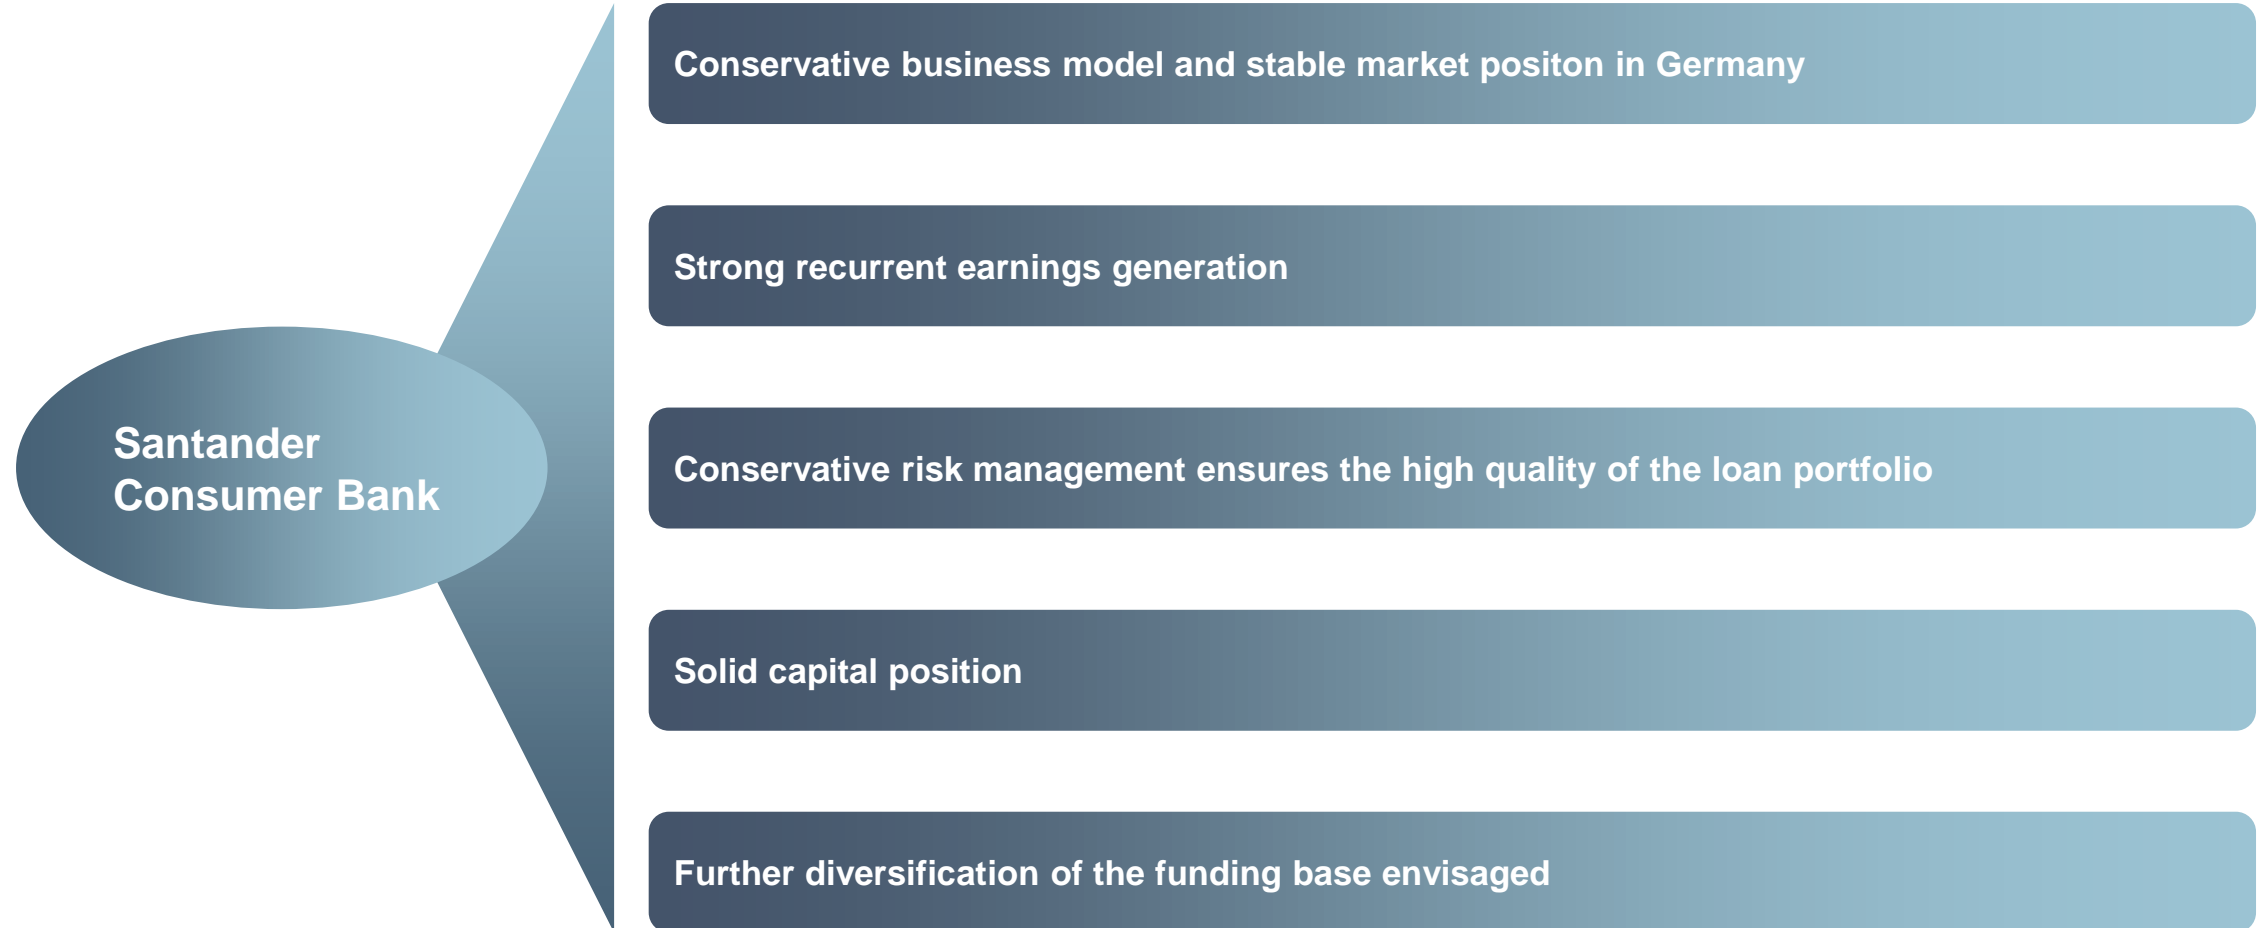 Conservative business model and stable market positon in Germany
Strong recurrent earnings generation
Santander
Consumer Bank
Conservative risk management ensures the high quality of the loan portfolio
Solid capital position
Further diversification of the funding base envisaged